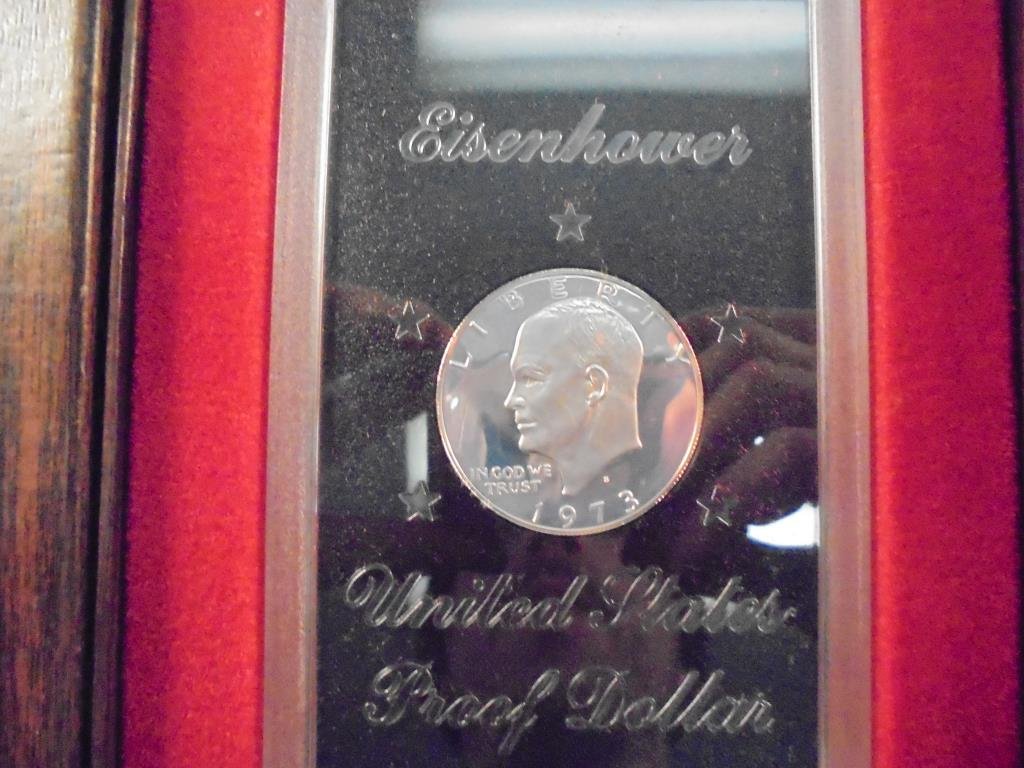 Eisenhower
LIBERTY
IN GOD WE
TRUST
1973
United States
Proof Dollar